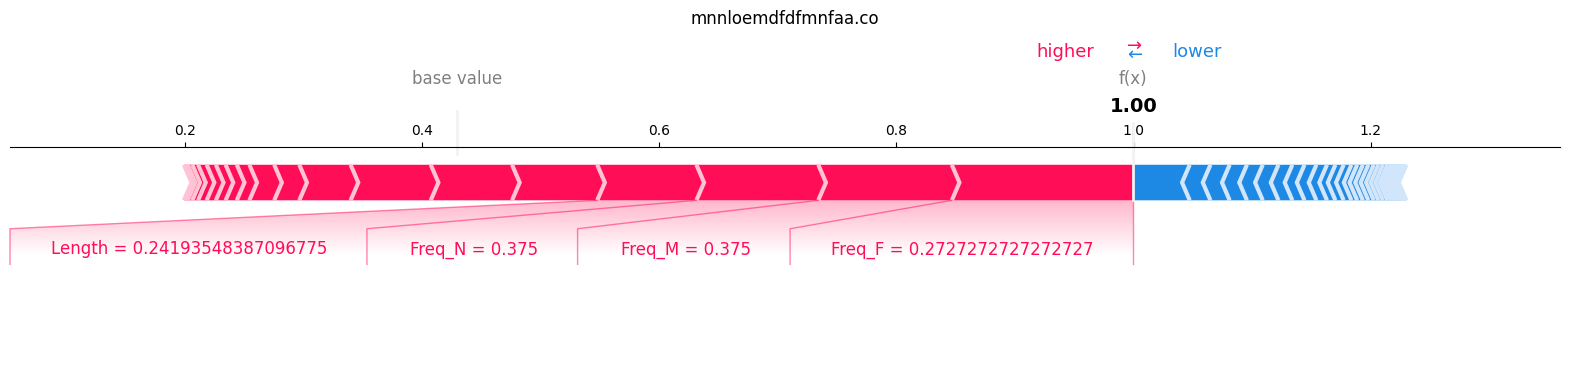 mnnloemdfdfmnfaa.co
higher ⇄ lower
base value f(x)
1.00
0.2 0.4 0.6 0.8 1.0 1.2
Length = 0.24193548387096775 Freq_N = 0.375 Freq_M = 0.375 Freq_F = 0.2727272727272727